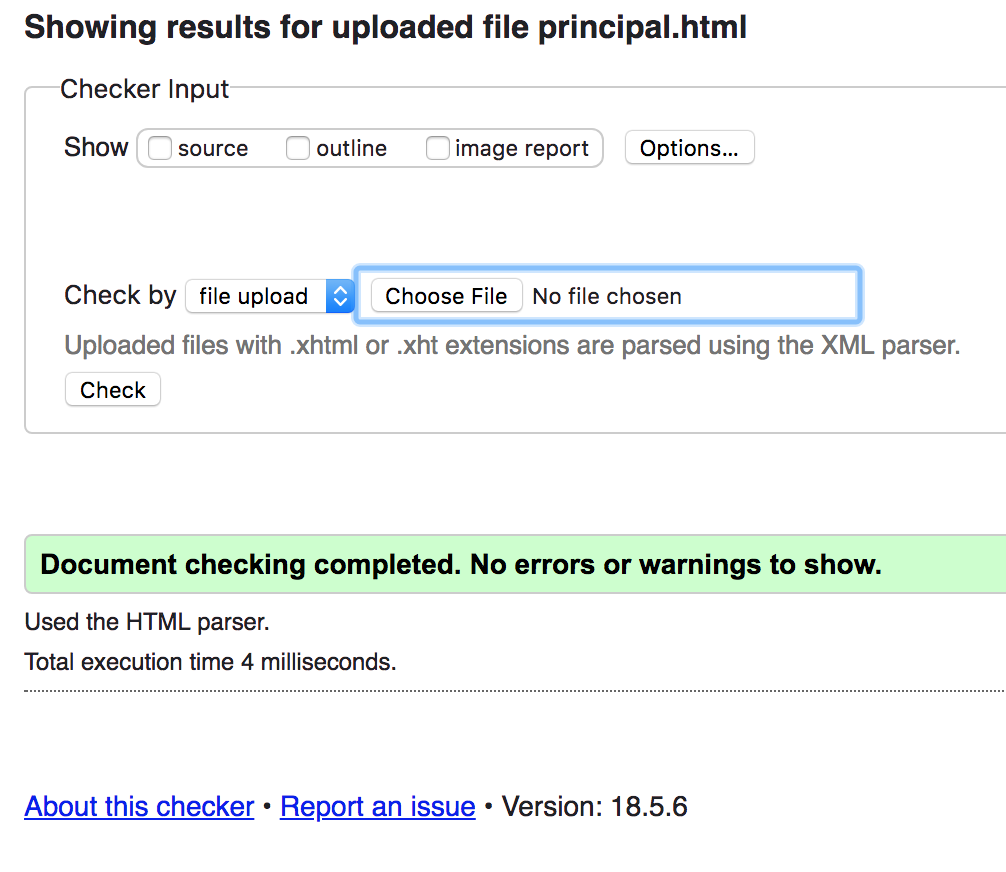 Showing results for uploaded file principal.html
Checker Input
Show source outline image report Options...
Check by file upload Choose File No file chosen
Uploaded files with .xhtml or .xht extensions are parsed using the XML parser.
Check
Document checking completed. No errors or warnings to show.
Used the HTML parser.
Total execution time 4 milliseconds.
About this checker • Report an issue • Version: 18.5.6